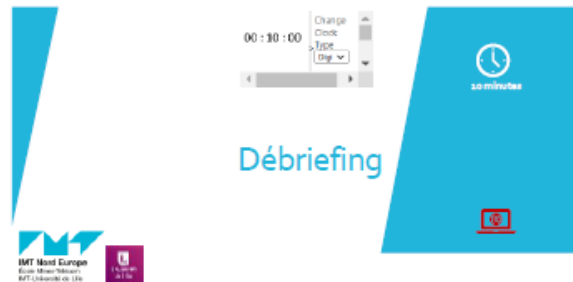 00 : 10 : 00
Change
Clock
Type
Digi
10 minutes
Débriefing
IMT Nord Europe
École Mines-Télécom
IMT-Université de Lille
L